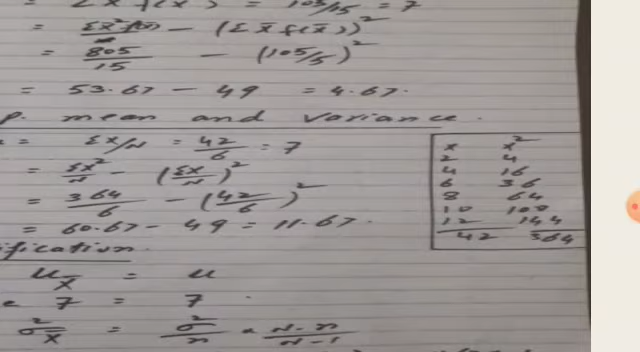 = Σx̄ f(x̄) = 105/15 = 7
= Σx̄² f(x̄) - (Σ x̄ f(x̄))²
= 805/15 - (105/5)²
= 53.67 - 49 = 4.67.
P. mean and variance.
= Σx/N = 42/6 = 7
= Σx²/N - (Σx/N)²
= 364/6 - (42/6)²
= 60.67 - 49 = 11.67.
x x²
2 4
4 16
6 36
8 64
10 100
12 144
42 364
ification.
μx̄ = μ
7 = 7
σ²x̄ = σ²/n × N-n/N-1